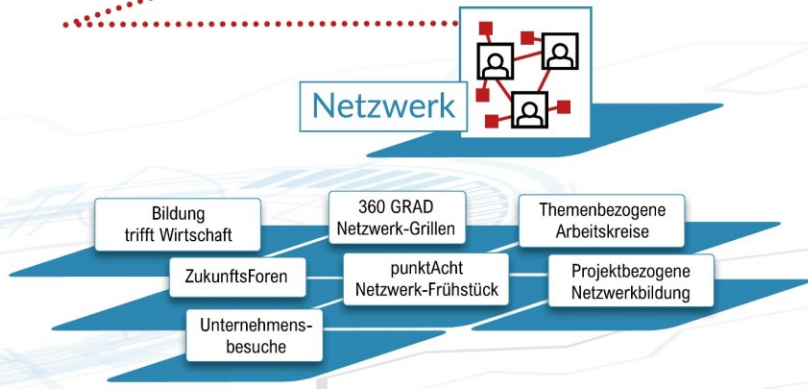 Netzwerk
Bildung
trifft Wirtschaft
360 GRAD
Netzwerk-Grillen
Themenbezogene
Arbeitskreise
ZukunftsForen
punktAcht
Netzwerk-Frühstück
Projektbezogene
Netzwerkbildung
Unternehmens-
besuche